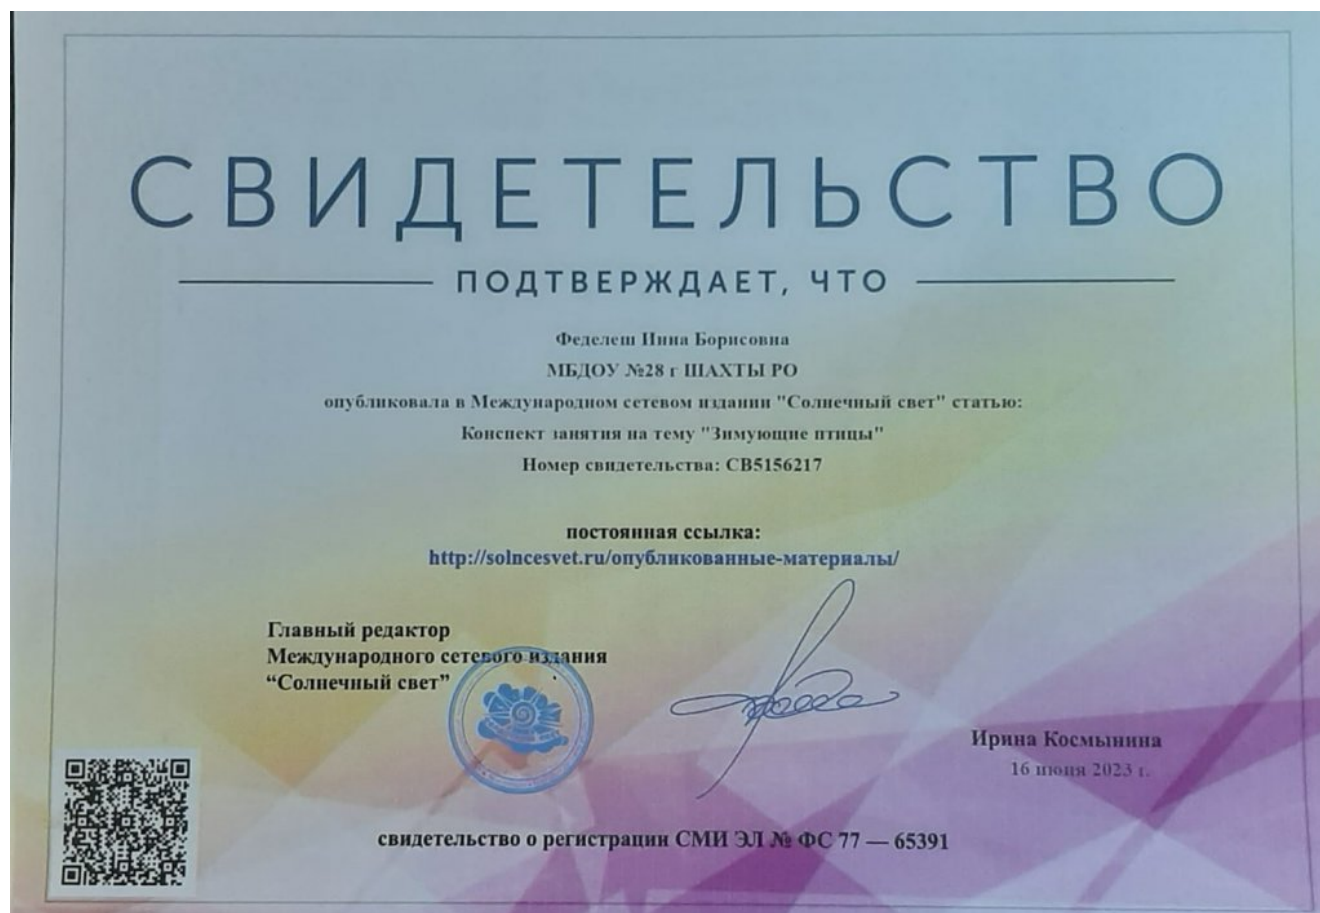 СВИДЕТЕЛЬСТВО
ПОДТВЕРЖДАЕТ, ЧТО
Феделеш Инна Борисовна
МБДОУ №28 г ШАХТЫ РО
опубликовала в Международном сетевом издании "Солнечный свет" статью:
Конспект занятия на тему "Зимующие птицы"
Номер свидетельства: СВ5156217
постоянная ссылка:
http://solncesvet.ru/опубликованные-материалы/
Главный редактор
Международного сетевого издания
“Солнечный свет”
Ирина Космынина
16 июня 2023 г.
свидетельство о регистрации СМИ ЭЛ № ФС 77 — 65391